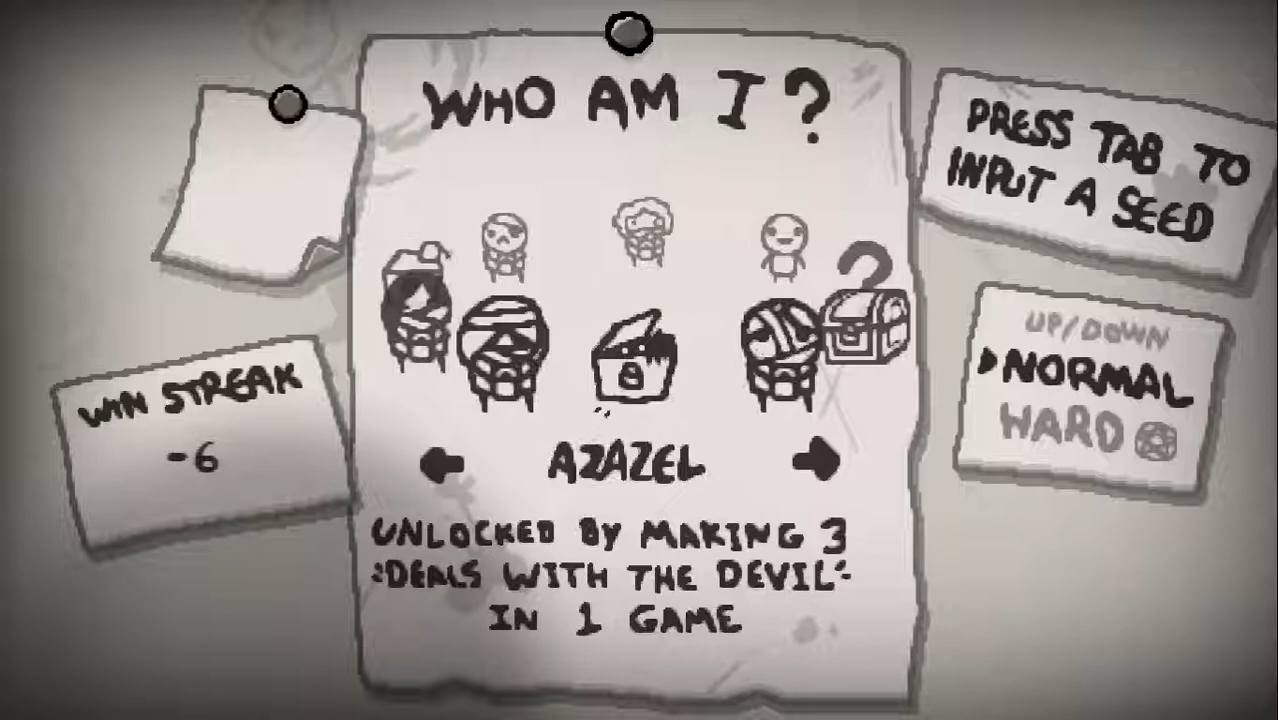 WHO AM I?
PRESS TAB TO
INPUT A SEED
?
UP/DOWN
NORMAL
HARD
WIN STREAK
-6
AZAZEL
UNLOCKED BY MAKING 3
"DEALS WITH THE DEVIL"
IN 1 GAME